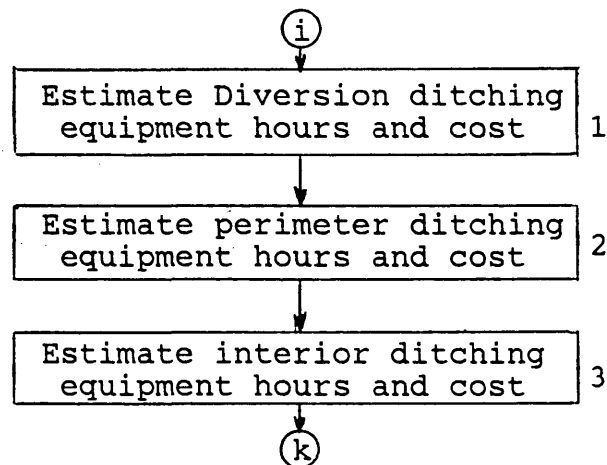 i
Estimate Diversion ditching
equipment hours and cost
1
Estimate perimeter ditching
equipment hours and cost
2
Estimate interior ditching
equipment hours and cost
3
k